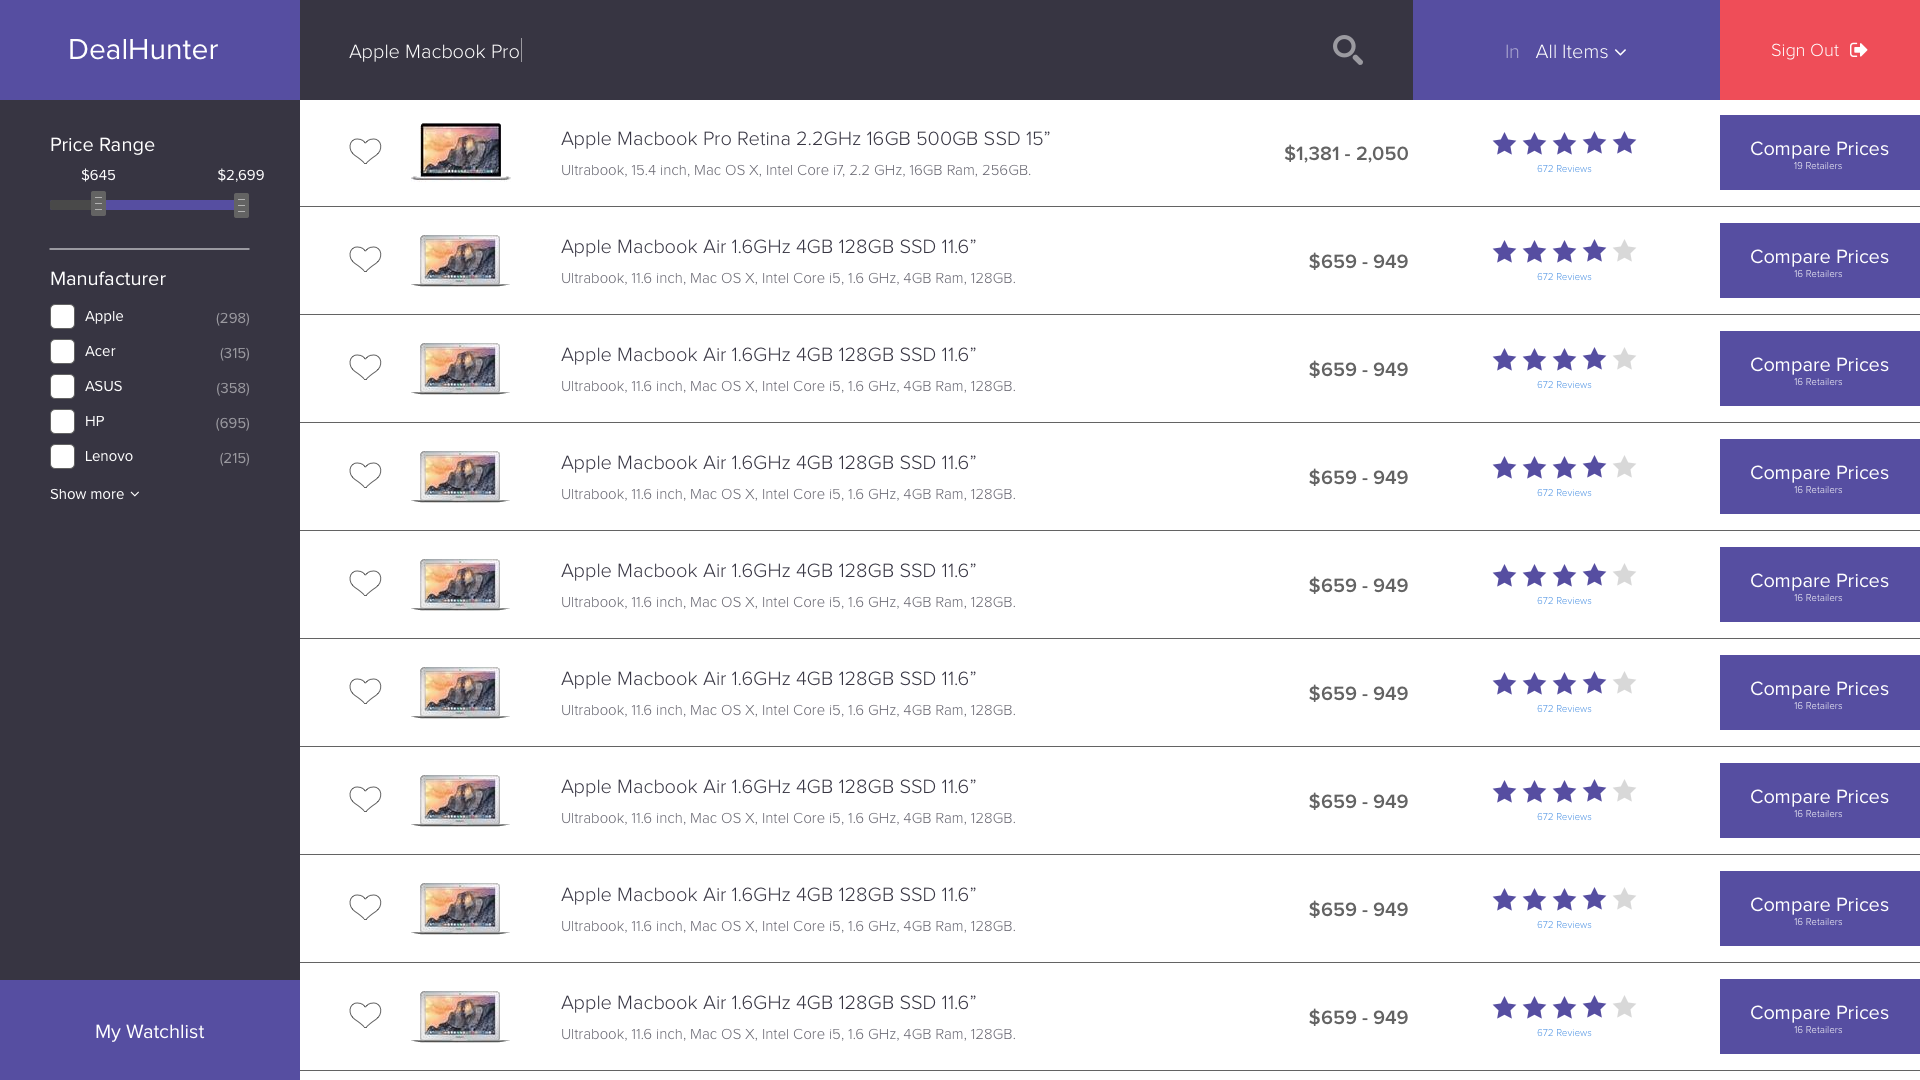 DealHunter
Apple Macbook Pro
In All Items
Sign Out
Price Range
$645 $2,699
Manufacturer
Apple (298)
Acer (315)
ASUS (358)
HP (695)
Lenovo (215)
Show more
My Watchlist
Apple Macbook Pro Retina 2.2GHz 16GB 500GB SSD 15”
Ultrabook, 15.4 inch, Mac OS X, Intel Core i7, 2.2 GHz, 16GB Ram, 256GB.
$1,381 - 2,050
672 Reviews
Compare Prices
19 Retailers
Apple Macbook Air 1.6GHz 4GB 128GB SSD 11.6”
Ultrabook, 11.6 inch, Mac OS X, Intel Core i5, 1.6 GHz, 4GB Ram, 128GB.
$659 - 949
672 Reviews
Compare Prices
16 Retailers
Apple Macbook Air 1.6GHz 4GB 128GB SSD 11.6”
Ultrabook, 11.6 inch, Mac OS X, Intel Core i5, 1.6 GHz, 4GB Ram, 128GB.
$659 - 949
672 Reviews
Compare Prices
16 Retailers
Apple Macbook Air 1.6GHz 4GB 128GB SSD 11.6”
Ultrabook, 11.6 inch, Mac OS X, Intel Core i5, 1.6 GHz, 4GB Ram, 128GB.
$659 - 949
672 Reviews
Compare Prices
16 Retailers
Apple Macbook Air 1.6GHz 4GB 128GB SSD 11.6”
Ultrabook, 11.6 inch, Mac OS X, Intel Core i5, 1.6 GHz, 4GB Ram, 128GB.
$659 - 949
672 Reviews
Compare Prices
16 Retailers
Apple Macbook Air 1.6GHz 4GB 128GB SSD 11.6”
Ultrabook, 11.6 inch, Mac OS X, Intel Core i5, 1.6 GHz, 4GB Ram, 128GB.
$659 - 949
672 Reviews
Compare Prices
16 Retailers
Apple Macbook Air 1.6GHz 4GB 128GB SSD 11.6”
Ultrabook, 11.6 inch, Mac OS X, Intel Core i5, 1.6 GHz, 4GB Ram, 128GB.
$659 - 949
672 Reviews
Compare Prices
16 Retailers
Apple Macbook Air 1.6GHz 4GB 128GB SSD 11.6”
Ultrabook, 11.6 inch, Mac OS X, Intel Core i5, 1.6 GHz, 4GB Ram, 128GB.
$659 - 949
672 Reviews
Compare Prices
16 Retailers
Apple Macbook Air 1.6GHz 4GB 128GB SSD 11.6”
Ultrabook, 11.6 inch, Mac OS X, Intel Core i5, 1.6 GHz, 4GB Ram, 128GB.
$659 - 949
672 Reviews
Compare Prices
16 Retailers